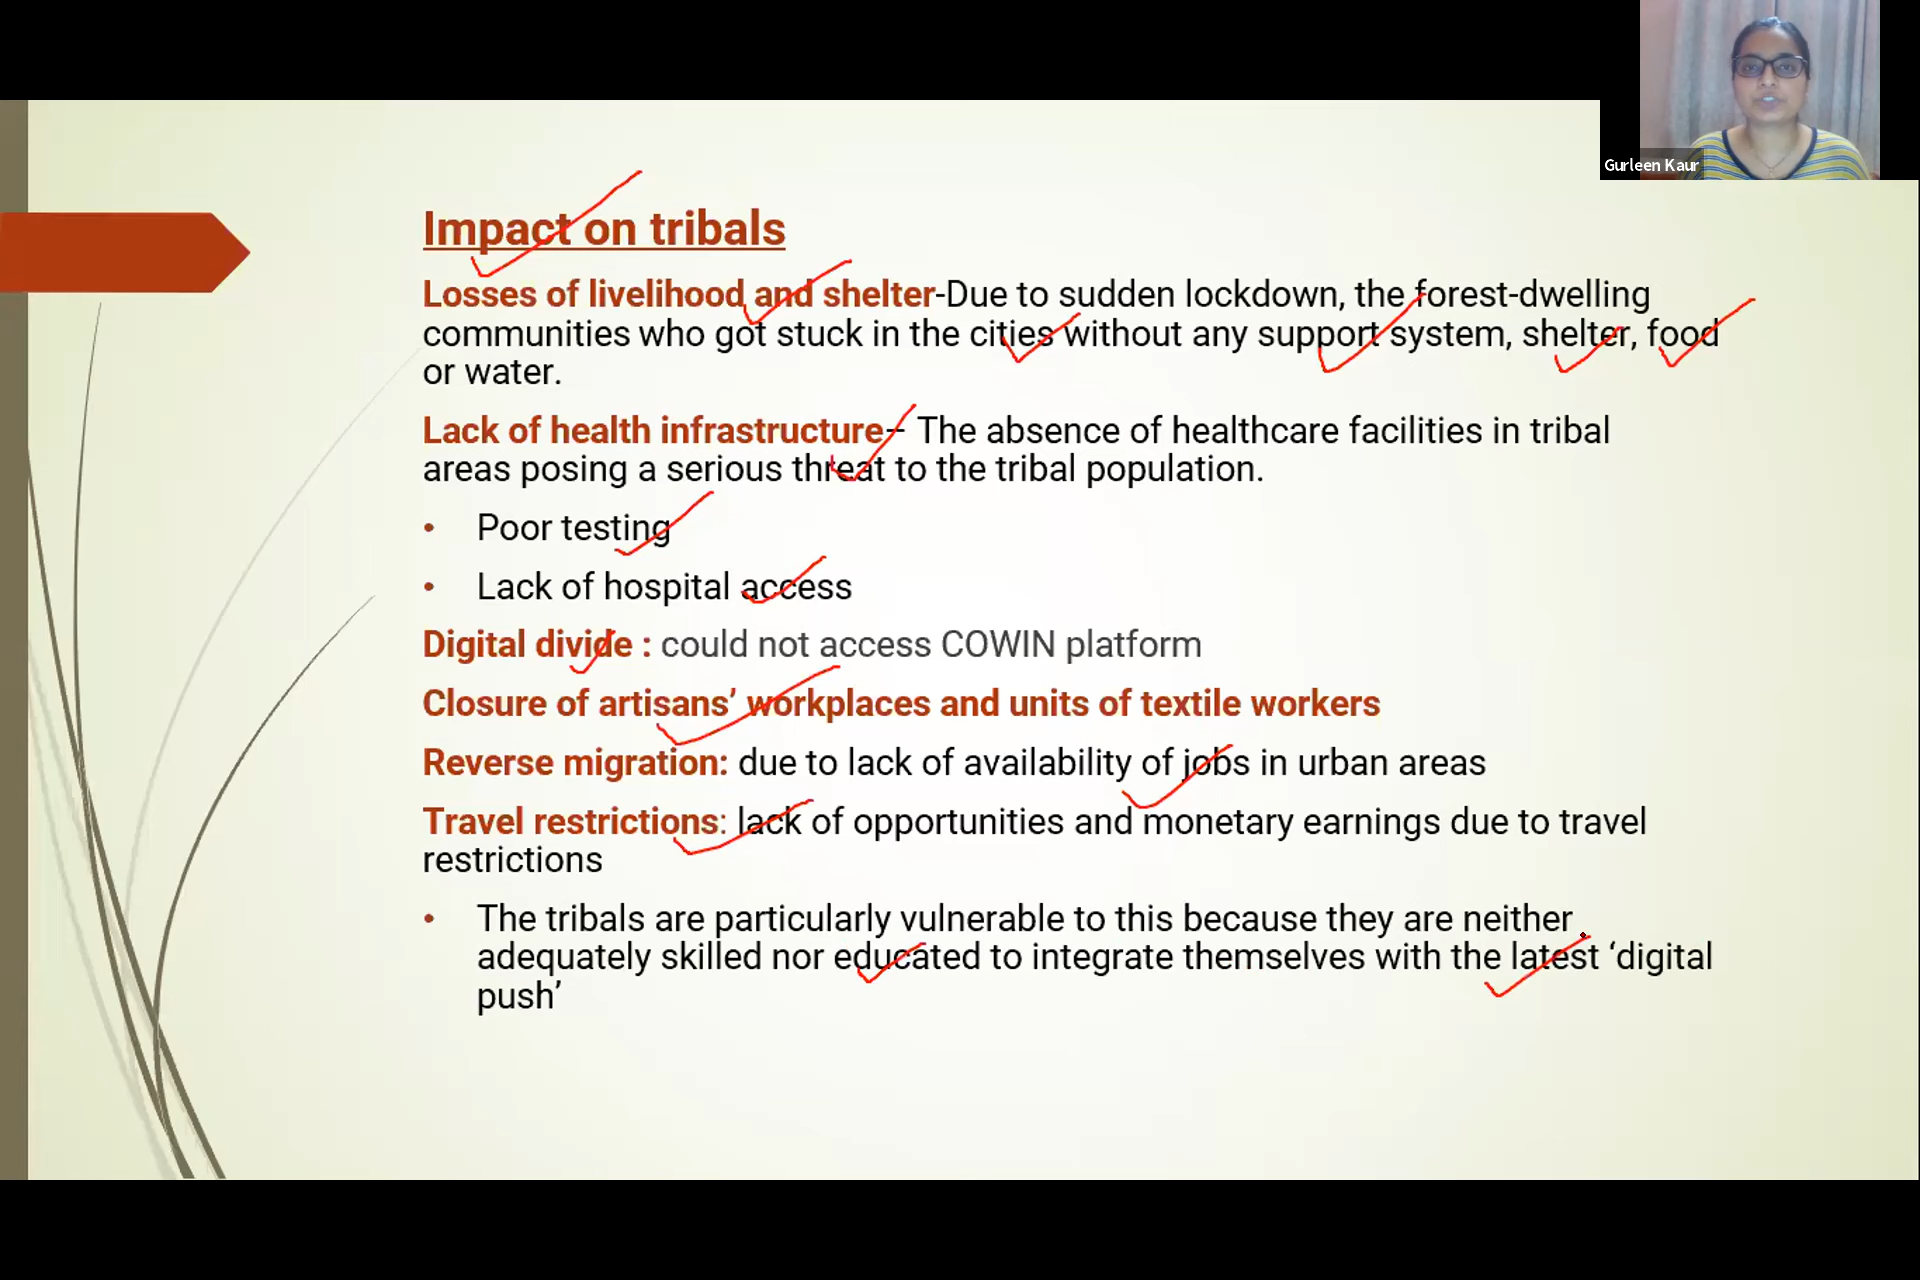 Gurleen Kaur
Impact on tribals
Losses of livelihood and shelter-Due to sudden lockdown, the forest-dwelling
communities who got stuck in the cities without any support system, shelter, food
or water.
Lack of health infrastructure– The absence of healthcare facilities in tribal
areas posing a serious threat to the tribal population.
• Poor testing
• Lack of hospital access
Digital divide : could not access COWIN platform
Closure of artisans’ workplaces and units of textile workers
Reverse migration: due to lack of availability of jobs in urban areas
Travel restrictions: lack of opportunities and monetary earnings due to travel
restrictions
• The tribals are particularly vulnerable to this because they are neither
adequately skilled nor educated to integrate themselves with the latest ‘digital
push’